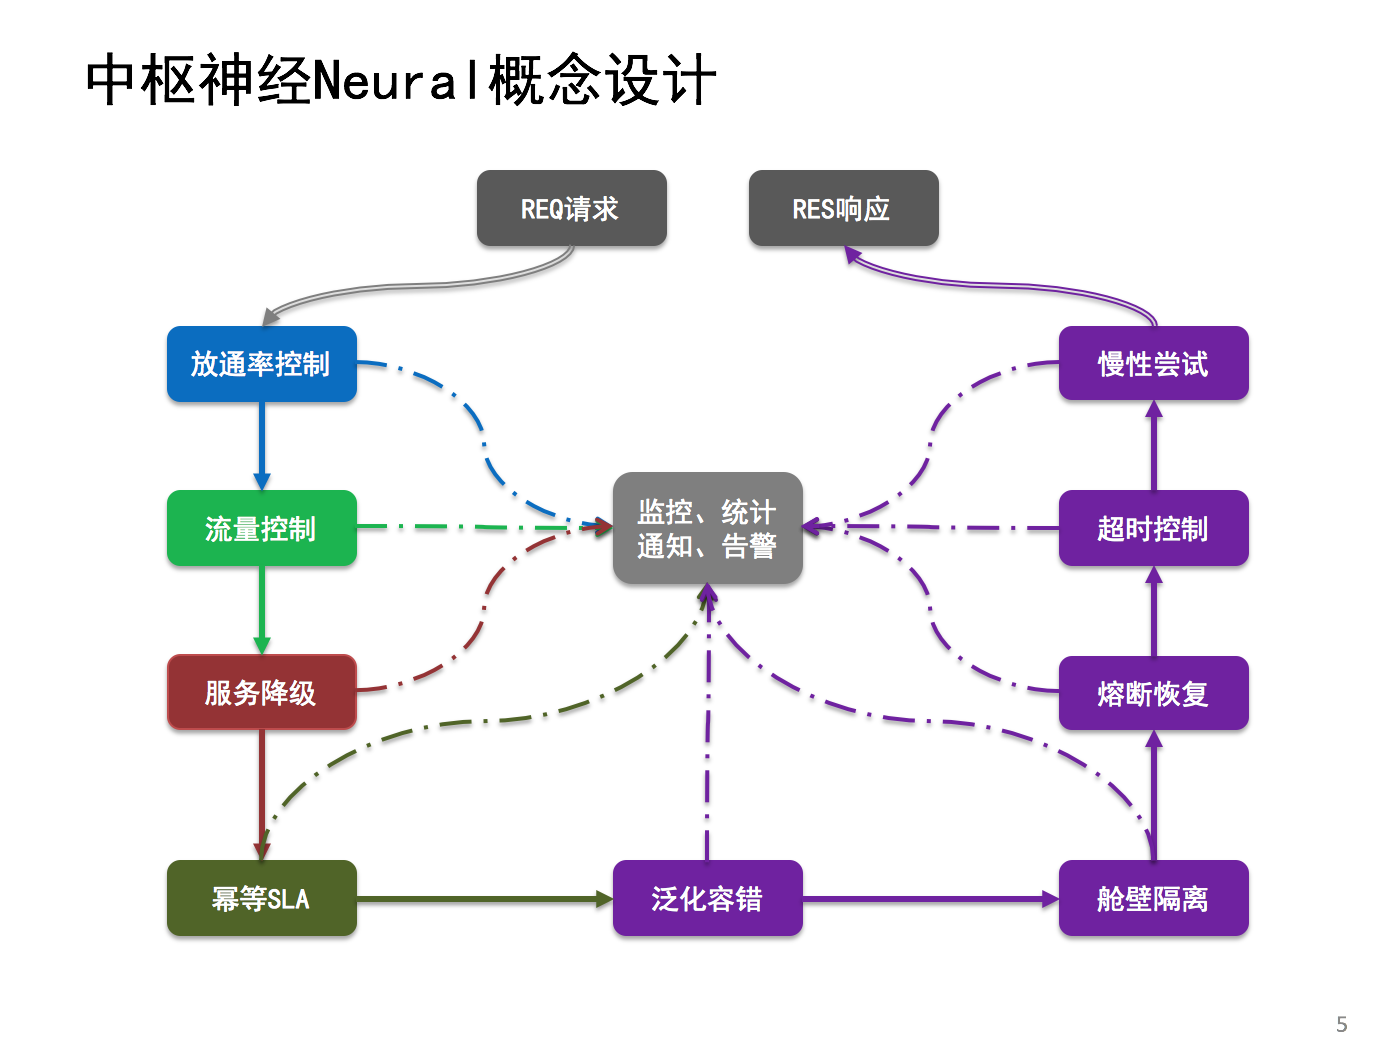 中枢神经Neural概念设计
REQ请求
RES响应
放通率控制
慢性尝试
监控、统计
通知、告警
流量控制
超时控制
服务降级
熔断恢复
幂等SLA
泛化容错
舱壁隔离
5